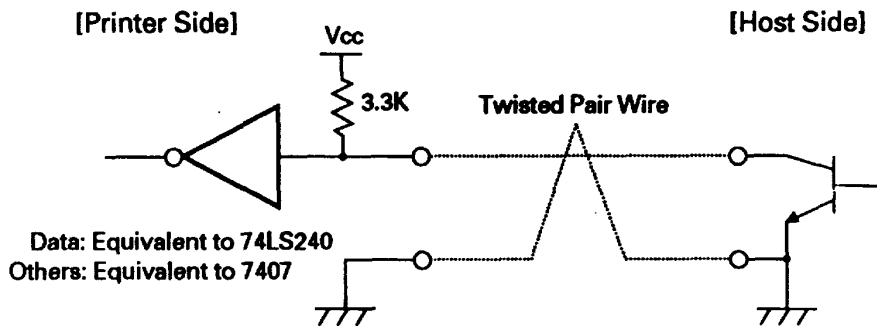 [Printer Side]
Vcc
[Host Side]
3.3K
Twisted Pair Wire
Data: Equivalent to 74LS240
Others: Equivalent to 7407